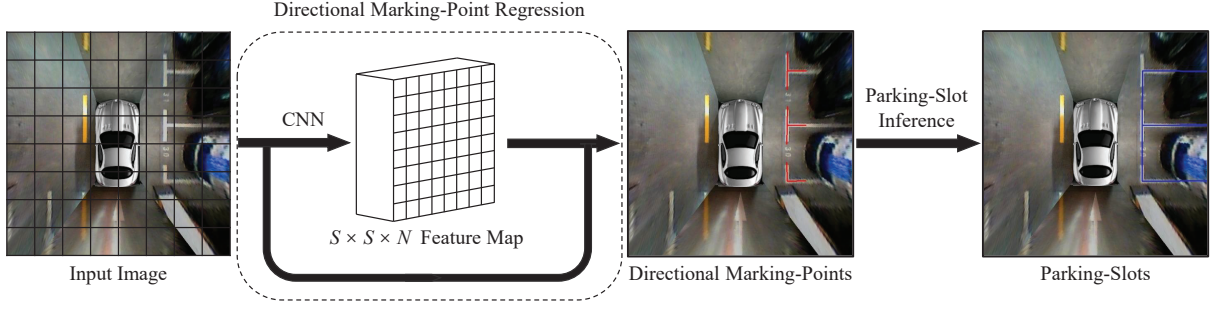 Directional Marking-Point Regression
CNN
S × S × N Feature Map
Parking-Slot
Inference
Input Image
Directional Marking-Points
Parking-Slots